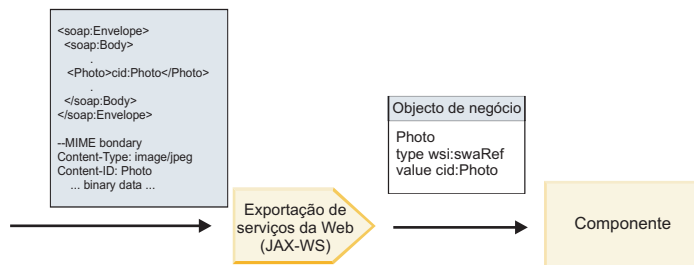 <soap:Envelope>
<soap:Body>
.
<Photo>cid:Photo</Photo>
.
</soap:Body>
</soap:Envelope>
--MIME bondary
Content-Type: image/jpeg
Content-ID: Photo
... binary data ...
Exportação de
serviços da Web
(JAX-WS)
Objecto de negócio
Photo
type wsi:swaRef
value cid:Photo
Componente